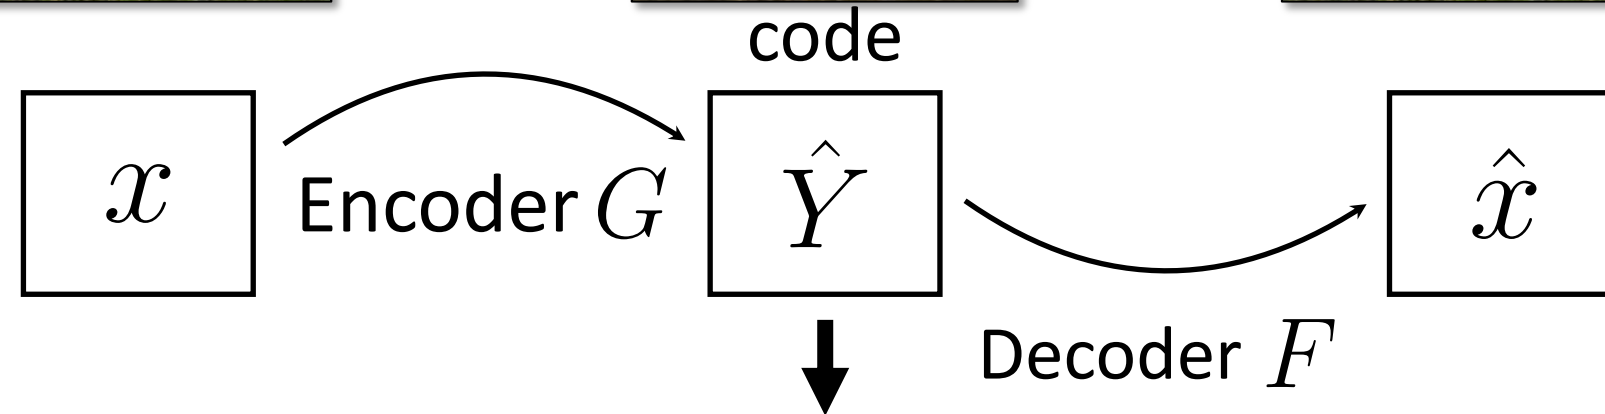 code
x
Encoder G
Ŷ
x̂
Decoder F